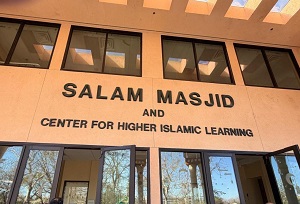 SALAM MASJID
AND
CENTER FOR HIGHER ISLAMIC LEARNING